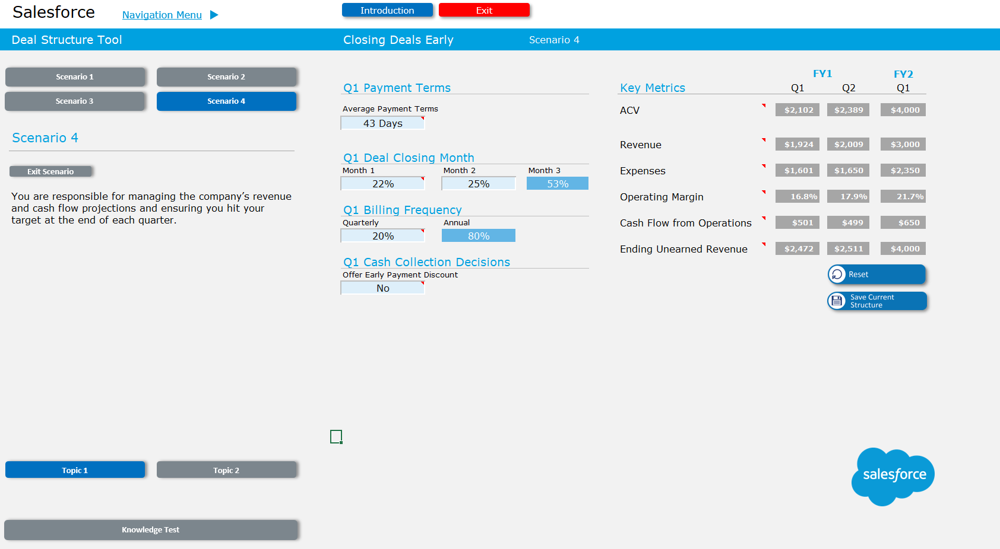 Salesforce
Navigation Menu
Introduction
Exit
Deal Structure Tool
Closing Deals Early
Scenario 4
Scenario 1
Scenario 2
Scenario 3
Scenario 4
Scenario 4
Exit Scenario
You are responsible for managing the company’s revenue
and cash flow projections and ensuring you hit your
target at the end of each quarter.
Topic 1
Topic 2
Knowledge Test
Q1 Payment Terms
Average Payment Terms
43 Days
Q1 Deal Closing Month
Month 1 Month 2 Month 3
22% 25% 53%
Q1 Billing Frequency
Quarterly Annual
20% 80%
Q1 Cash Collection Decisions
Offer Early Payment Discount
No
FY1 FY2
Key Metrics Q1 Q2 Q1
ACV $2,102 $2,389 $4,000
Revenue $1,924 $2,009 $3,000
Expenses $1,601 $1,650 $2,350
Operating Margin 16.8% 17.9% 21.7%
Cash Flow from Operations $501 $499 $650
Ending Unearned Revenue $2,472 $2,511 $4,000
Reset
Save Current
Structure
salesforce